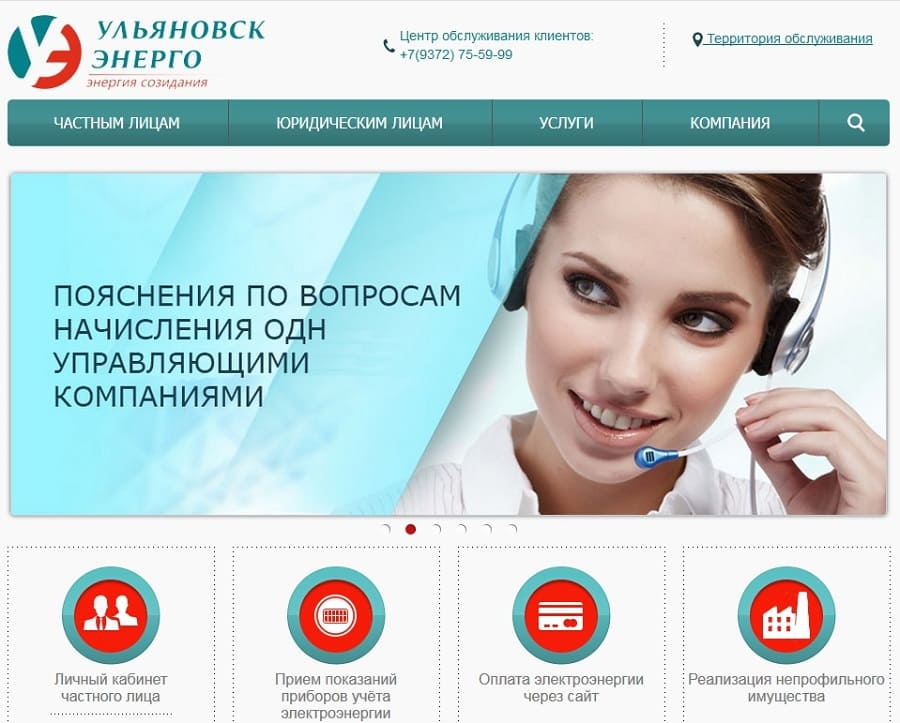 УЛЬЯНОВСК
ЭНЕРГО
энергия созидания
Центр обслуживания клиентов:
+7(9372) 75-59-99
Территория обслуживания
ЧАСТНЫМ ЛИЦАМ
ЮРИДИЧЕСКИМ ЛИЦАМ
УСЛУГИ
КОМПАНИЯ
ПОЯСНЕНИЯ ПО ВОПРОСАМ
НАЧИСЛЕНИЯ ОДН
УПРАВЛЯЮЩИМИ
КОМПАНИЯМИ
Личный кабинет
частного лица
Прием показаний
приборов учёта
электроэнергии
Оплата электроэнергии
через сайт
Реализация непрофильного
имущества